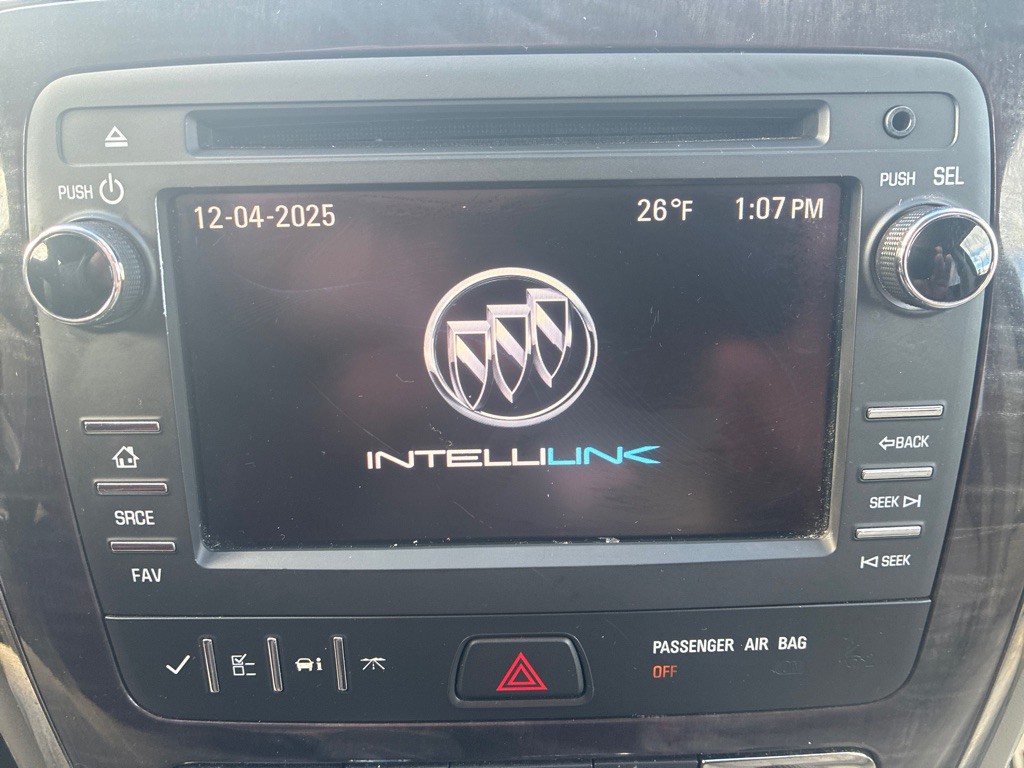 PUSH
PUSH SEL
12-04-2025 26°F 1:07 PM
INTELLILINK
BACK
SRCE
SEEK
FAV
SEEK
PASSENGER AIR BAG
OFF